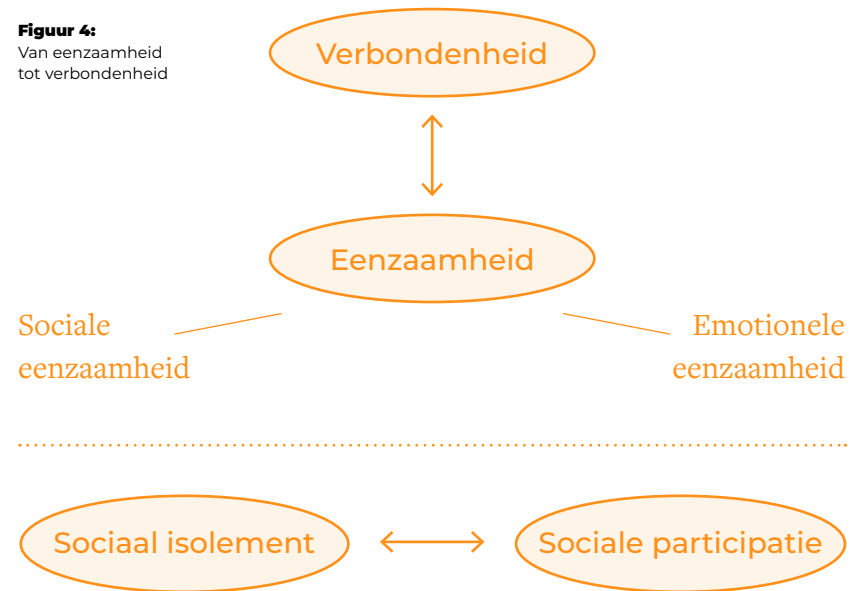 Figuur 4:
Van eenzaamheid
tot verbondenheid
Verbondenheid
Eenzaamheid
Sociale
eenzaamheid
Emotionele
eenzaamheid
Sociaal isolement
Sociale participatie